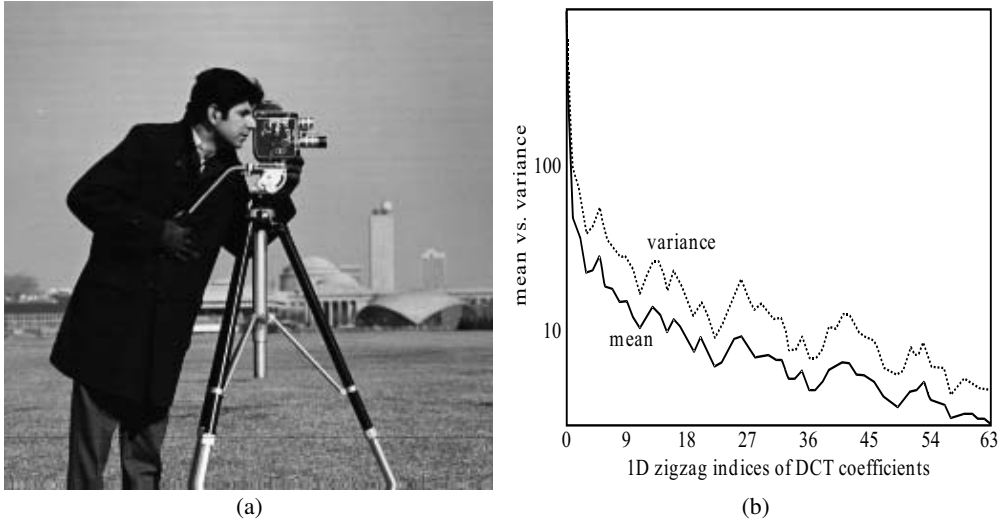 mean vs. variance
100
10
variance
mean
0 9 18 27 36 45 54 63
1D zigzag indices of DCT coefficients
(a) (b)